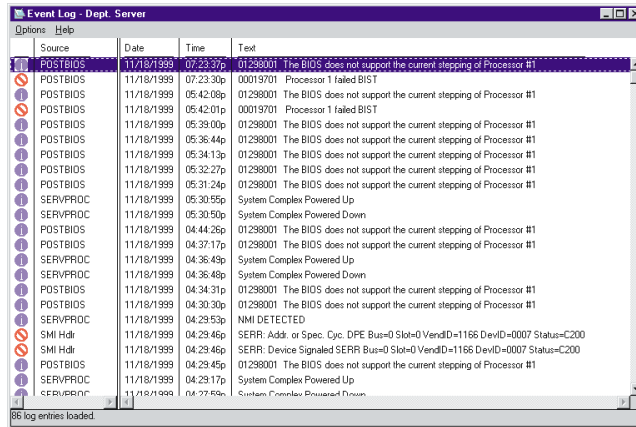 Event Log - Dept. Server
Options Help
Source Date Time Text
POSTBIOS 11/18/1999 07:23:37p 01298001 The BIOS does not support the current stepping of Processor #1
POSTBIOS 11/18/1999 07:23:30p 00019701 Processor 1 failed BIST
POSTBIOS 11/18/1999 05:42:08p 01298001 The BIOS does not support the current stepping of Processor #1
POSTBIOS 11/18/1999 05:42:01p 00019701 Processor 1 failed BIST
POSTBIOS 11/18/1999 05:39:00p 01298001 The BIOS does not support the current stepping of Processor #1
POSTBIOS 11/18/1999 05:36:44p 01298001 The BIOS does not support the current stepping of Processor #1
POSTBIOS 11/18/1999 05:34:13p 01298001 The BIOS does not support the current stepping of Processor #1
POSTBIOS 11/18/1999 05:32:27p 01298001 The BIOS does not support the current stepping of Processor #1
POSTBIOS 11/18/1999 05:31:24p 01298001 The BIOS does not support the current stepping of Processor #1
SERVPROC 11/18/1999 05:30:55p System Complex Powered Up
SERVPROC 11/18/1999 05:30:50p System Complex Powered Down
POSTBIOS 11/18/1999 04:44:26p 01298001 The BIOS does not support the current stepping of Processor #1
POSTBIOS 11/18/1999 04:37:17p 01298001 The BIOS does not support the current stepping of Processor #1
SERVPROC 11/18/1999 04:36:49p System Complex Powered Up
SERVPROC 11/18/1999 04:36:48p System Complex Powered Down
POSTBIOS 11/18/1999 04:34:31p 01298001 The BIOS does not support the current stepping of Processor #1
POSTBIOS 11/18/1999 04:30:30p 01298001 The BIOS does not support the current stepping of Processor #1
SERVPROC 11/18/1999 04:29:53p NMI DETECTED
SMI Hdlr 11/18/1999 04:29:46p SERR: Addr. or Spec. Cyc. DPE Bus=0 Slot=0 VendID=1166 DevID=0007 Status=C200
SMI Hdlr 11/18/1999 04:29:46p SERR: Device Signaled SERR Bus=0 Slot=0 VendID=1166 DevID=0007 Status=C200
POSTBIOS 11/18/1999 04:29:45p 01298001 The BIOS does not support the current stepping of Processor #1
SERVPROC 11/18/1999 04:29:17p System Complex Powered Up
SERVPROC 11/18/1999 04:27:59p System Complex Powered Down
86 log entries loaded.